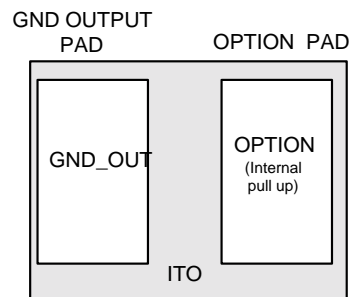 GND OUTPUT
PAD
OPTION PAD
GND_OUT
OPTION
(Internal
pull up)
ITO